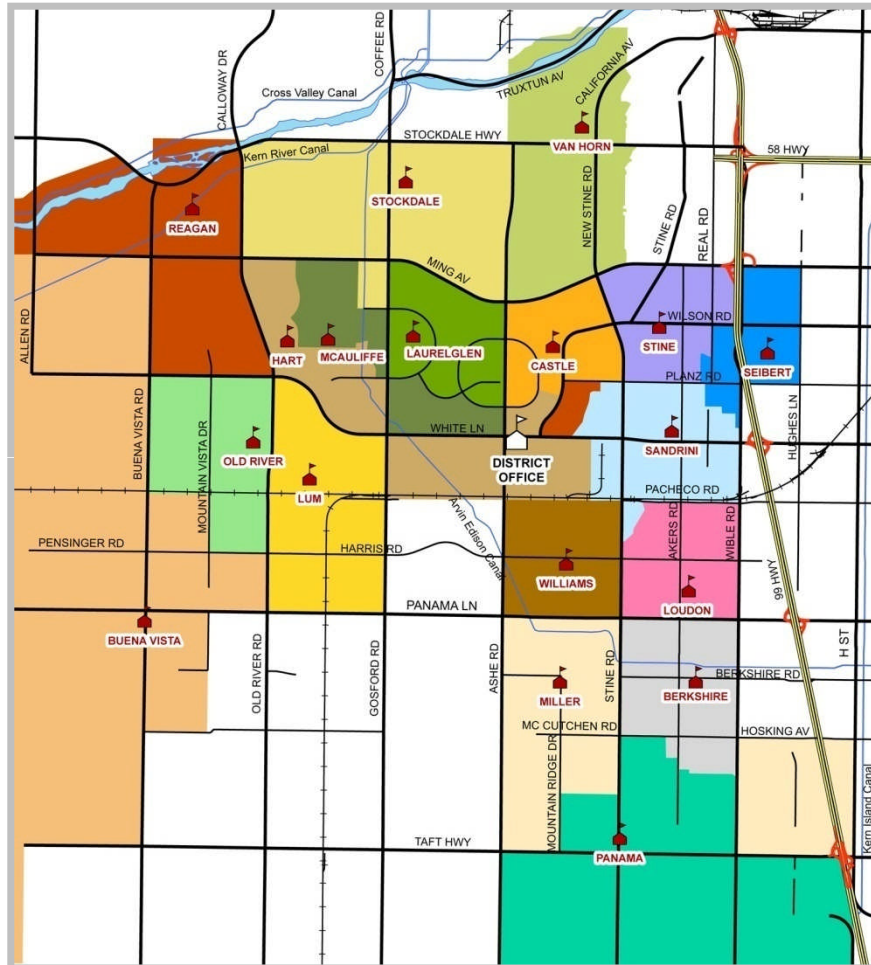 COFFEE RD
CALLOWAY DR
CALIFORNIA AV
TRUXTUN AV
Cross Valley Canal
STOCKDALE HWY
VAN HORN
58 HWY
Kern River Canal
STOCKDALE
NEW STINE RD
STINE RD
REAL RD
REAGAN
MING AV
ALLEN RD
WILSON RD
HART
MCAULIFFE
LAURELGLEN
CASTLE
STINE
SEIBERT
PLANZ RD
BUENA VISTA RD
MOUNTAIN VISTA DR
WHITE LN
HUGHES LN
OLD RIVER
DISTRICT
OFFICE
SANDRINI
LUM
PACHECO RD
Arvin Edison Canal
AKERS RD
WIBLE RD
PENSINGER RD
HARRIS RD
WILLIAMS
LOUDON
99 HWY
PANAMA LN
BUENA VISTA
OLD RIVER RD
GOSFORD RD
ASHE RD
STINE RD
H ST
BERKSHIRE RD
MILLER
BERKSHIRE
MC CUTCHEN RD
HOSKING AV
MOUNTAIN RIDGE DR
Kern Island Canal
TAFT HWY
PANAMA